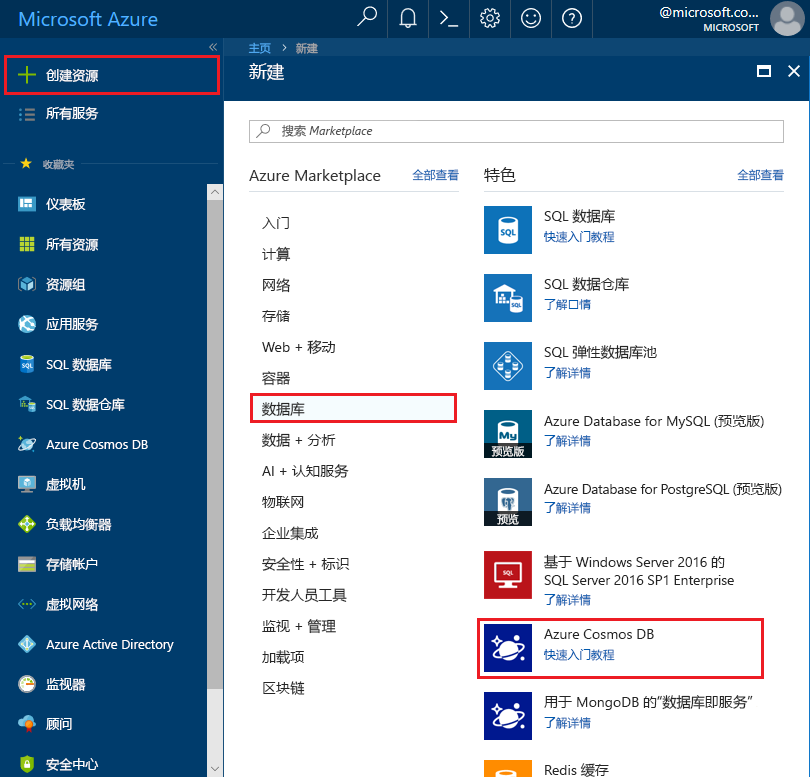 Microsoft Azure
@microsoft.co...
MICROSOFT
主页 > 新建
新建
创建资源
所有服务
收藏夹
仪表板
所有资源
资源组
应用服务
SQL 数据库
SQL 数据仓库
Azure Cosmos DB
虚拟机
负载均衡器
存储帐户
虚拟网络
Azure Active Directory
监视器
顾问
安全中心
搜索 Marketplace
Azure Marketplace 全部查看
入门
计算
网络
存储
Web + 移动
容器
数据库
数据 + 分析
AI + 认知服务
物联网
企业集成
安全性 + 标识
开发人员工具
监视 + 管理
加载项
区块链
特色 全部查看
SQL
SQL 数据库
快速入门教程
SQL
SQL 数据仓库
了解口情
SQL 弹性数据库池
了解详情
My
预览版
Azure Database for MySQL (预览版)
了解详情
预览
Azure Database for PostgreSQL (预览版)
了解详情
SQL
基于 Windows Server 2016 的
SQL Server 2016 SP1 Enterprise
了解详情
Azure Cosmos DB
快速入门教程
用于 MongoDB 的“数据库即服务”
了解详情
Redis 缓存